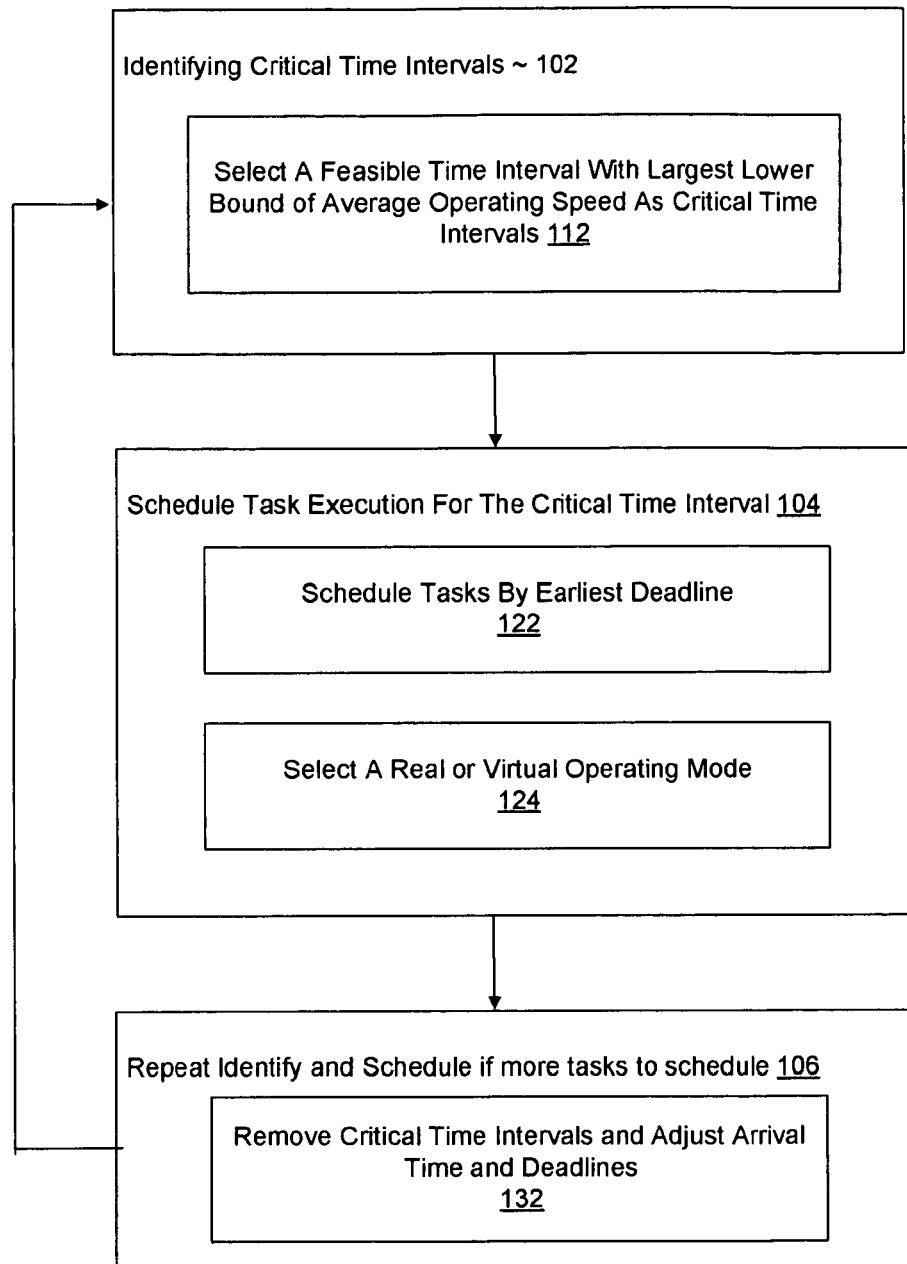 Identifying Critical Time Intervals ~ 102
Select A Feasible Time Interval With Largest Lower
Bound of Average Operating Speed As Critical Time
Intervals 112
Schedule Task Execution For The Critical Time Interval 104
Schedule Tasks By Earliest Deadline
122
Select A Real or Virtual Operating Mode
124
Repeat Identify and Schedule if more tasks to schedule 106
Remove Critical Time Intervals and Adjust Arrival
Time and Deadlines
132